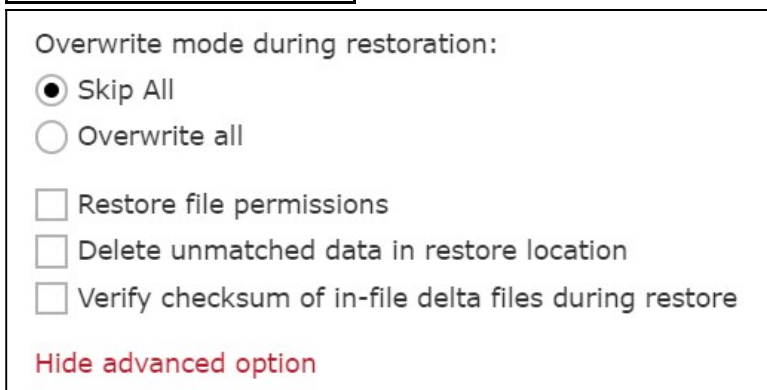 Overwrite mode during restoration:
Skip All
Overwrite all
Restore file permissions
Delete unmatched data in restore location
Verify checksum of in-file delta files during restore
Hide advanced option